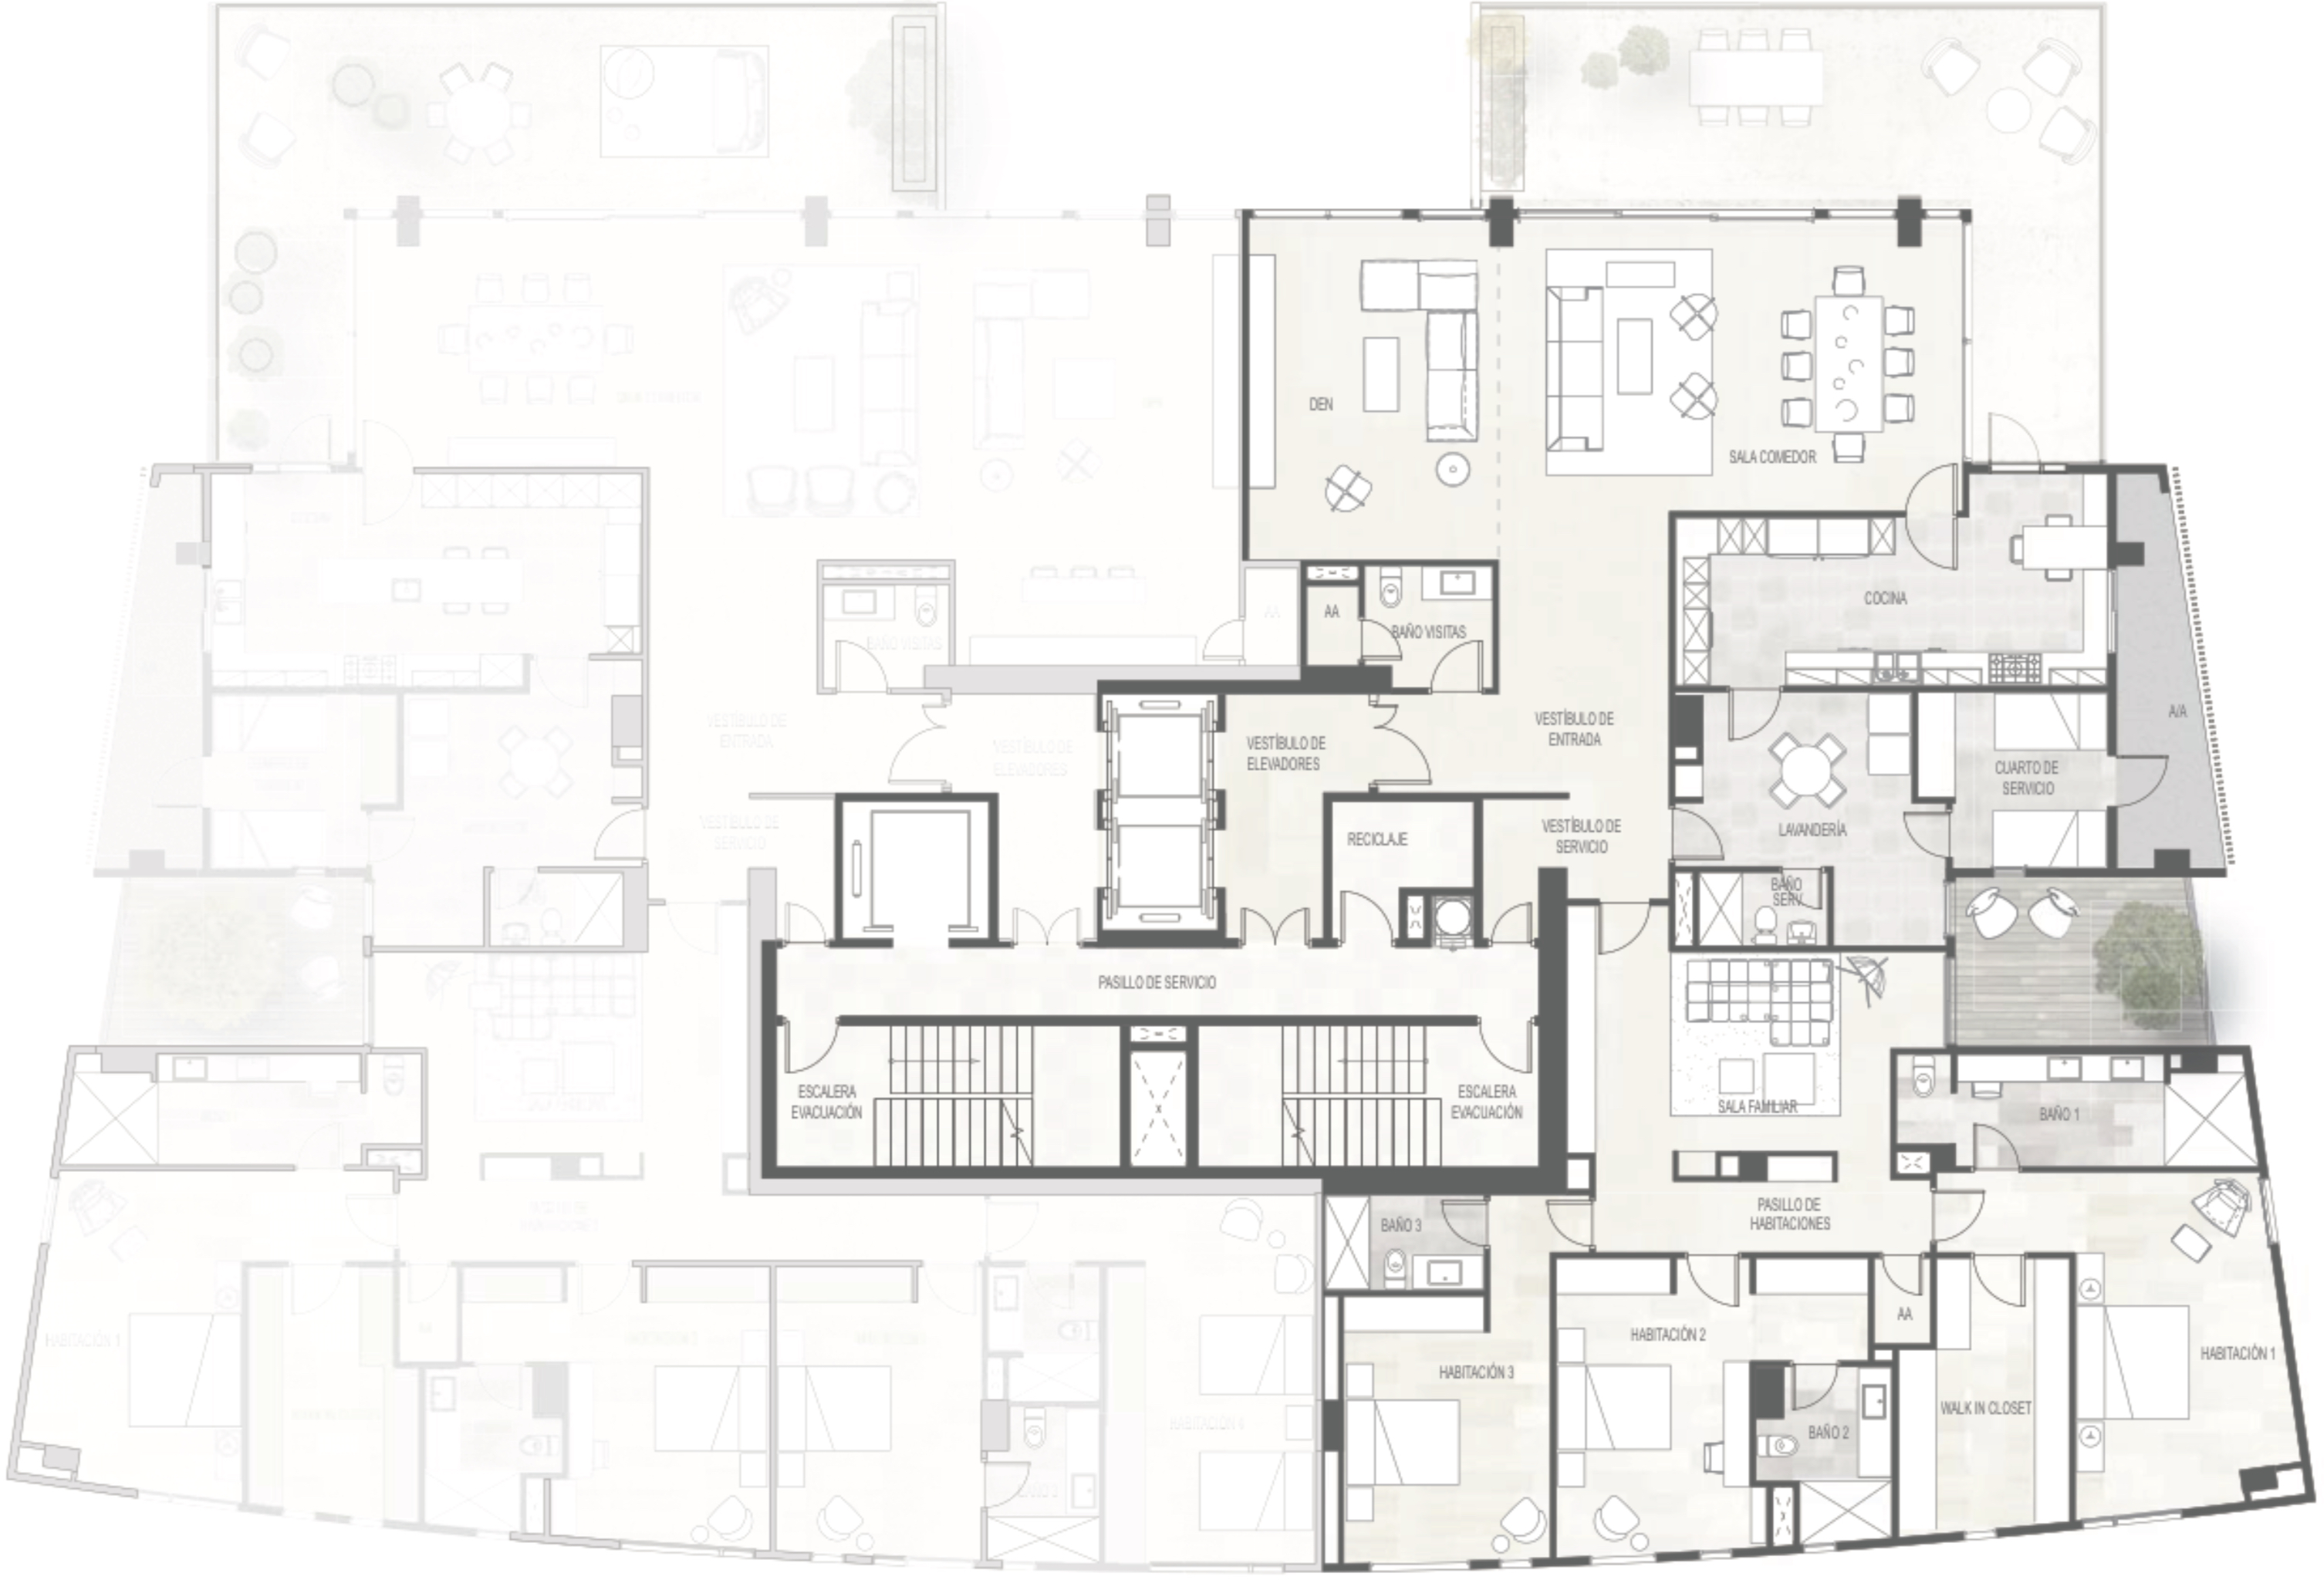 DEN
SALA COMEDOR
COCINA
AA
BAÑO VISITAS
BAÑO VISITAS
A/A
VESTÍBULO DE
ENTRADA
VESTÍBULO DE
ELEVADORES
VESTÍBULO DE
ELEVADORES
VESTÍBULO DE
ENTRADA
CUARTO DE
SERVICIO
VESTÍBULO DE
SERVICIO
RECICLAJE
VESTÍBULO DE
SERVICIO
LAVANDERÍA
BAÑO
SERV.
PASILLO DE SERVICIO
ESCALERA
EVACUACIÓN
ESCALERA
EVACUACIÓN
SALA FAMILIAR
BAÑO 1
PASILLO DE
HABITACIONES
BAÑO 3
AA
HABITACIÓN 1
HABITACIÓN 2
HABITACIÓN 3
HABITACIÓN 1
WALK IN CLOSET
HABITACIÓN 4
BAÑO 2